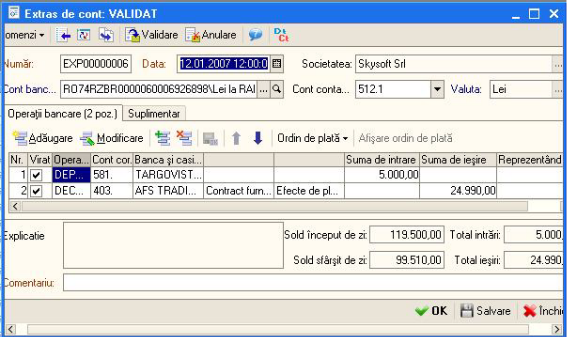 Extras de cont: VALIDAT
omenzi Validare Anulare Dt Ct
Număr: EXP00000006 Data: 12.01.2007 12:00:0 Societatea: Skysoft Srl
Cont banc... RO74RZBR0000060006926898\Lei la RAI ... Cont conta... 512.1 Valuta: Lei
Operaţii bancare (2 poz.) Suplimentar
Adăugare Modificare Ordin de plată Afişare ordin de plată
Nr. Virat Opera... Cont cor. Banca şi casi... Suma de intrare Suma de ieşire Reprezentând
1 DEP... 581. TARGOVIST... 5.000,00
2 DEC... 403. AFS TRADI... Contract furn... Efecte de pl... 24.990,00
Explicatie Sold început de zi: 119.500,00 Total intrări: 5.000,
Sold sfârşit de zi: 99.510,00 Total ieşiri: 24.990,
Comentariu:
OK Salvare Închi